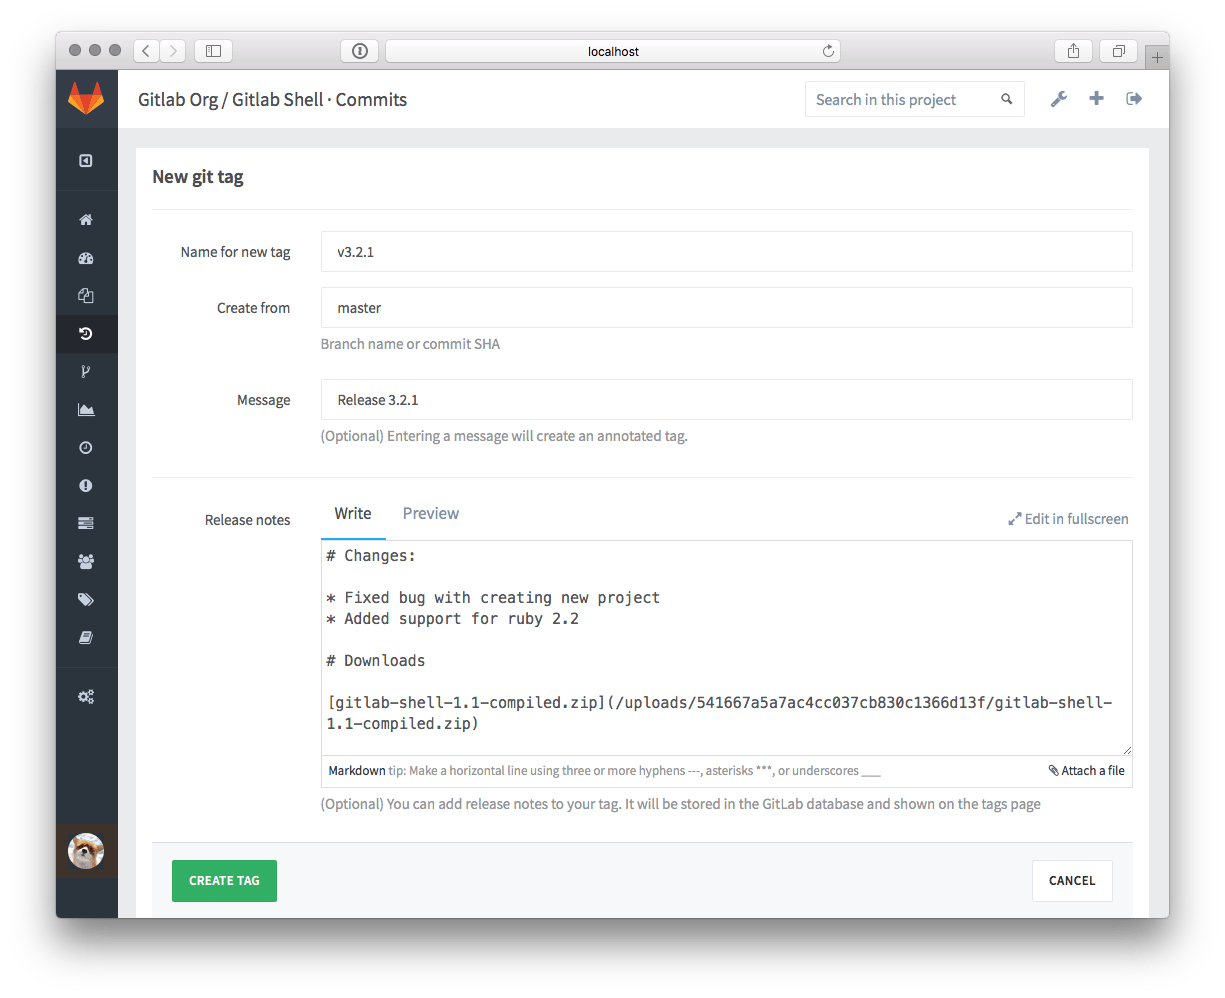 localhost
Gitlab Org / Gitlab Shell · Commits
Search in this project
New git tag
Name for new tag
v3.2.1
Create from
master
Branch name or commit SHA
Message
Release 3.2.1
(Optional) Entering a message will create an annotated tag.
Release notes
Write Preview
Edit in fullscreen
# Changes:
* Fixed bug with creating new project
* Added support for ruby 2.2
# Downloads
[gitlab-shell-1.1-compiled.zip](/uploads/541667a5a7ac4cc037cb830c1366d13f/gitlab-shell-
1.1-compiled.zip)
Markdown tip: Make a horizontal line using three or more hyphens ---, asterisks ***, or underscores ___
Attach a file
(Optional) You can add release notes to your tag. It will be stored in the GitLab database and shown on the tags page
CREATE TAG
CANCEL